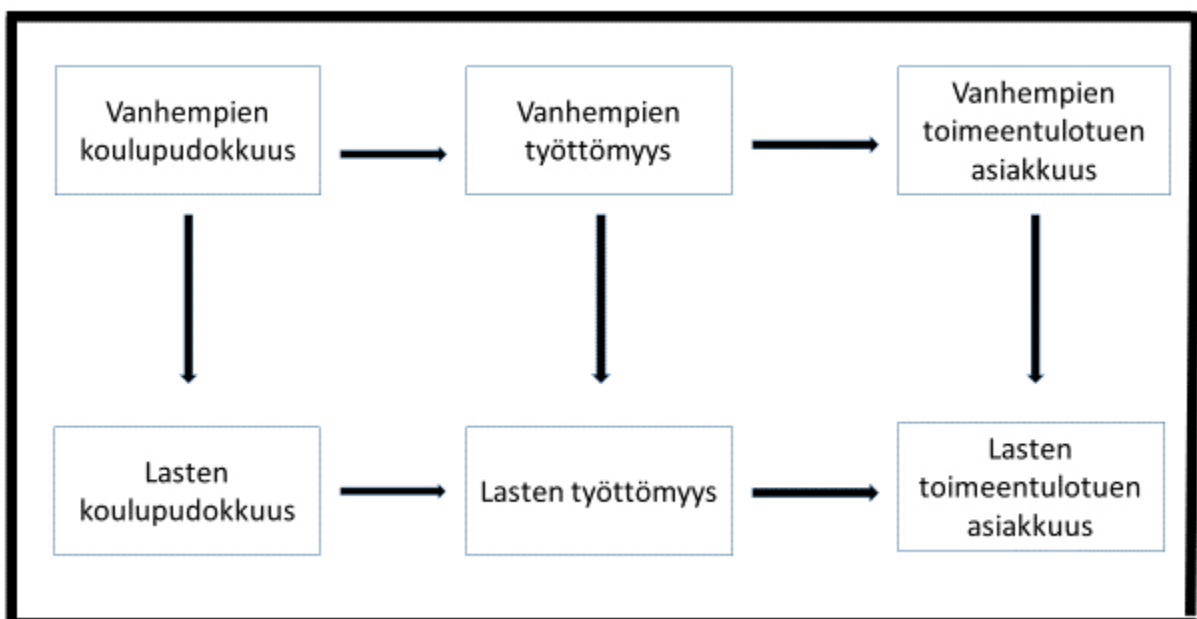 Vanhempien
koulupudokkuus
Vanhempien
työttömyys
Vanhempien
toimeentulotuen
asiakkuus
Lasten
koulupudokkuus
Lasten työttömyys
Lasten
toimeentulotuen
asiakkuus